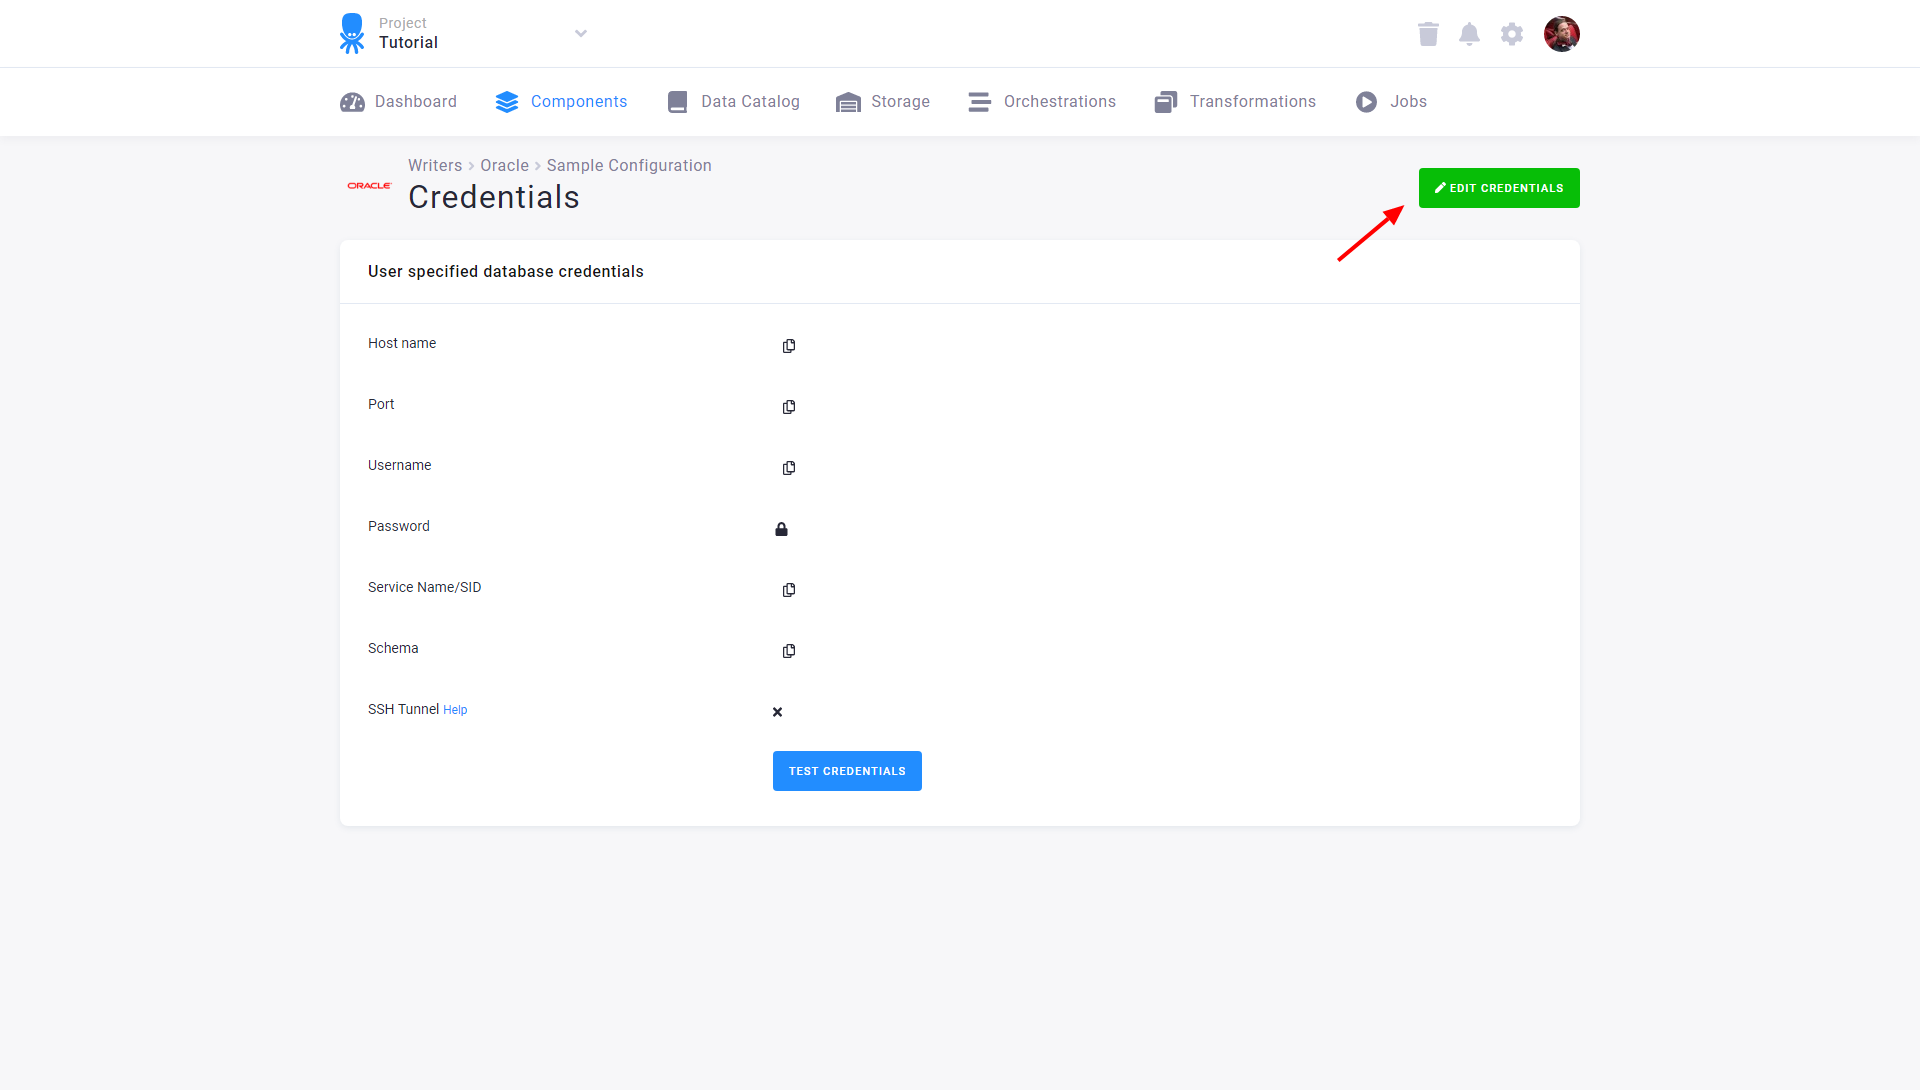 Project
Tutorial
Dashboard
Components
Data Catalog
Storage
Orchestrations
Transformations
Jobs
Writers
Oracle
Sample Configuration
ORACLE
Credentials
EDIT CREDENTIALS
User specified database credentials
Host name
Port
Username
Password
Service Name/SID
Schema
SSH Tunnel Help
TEST CREDENTIALS